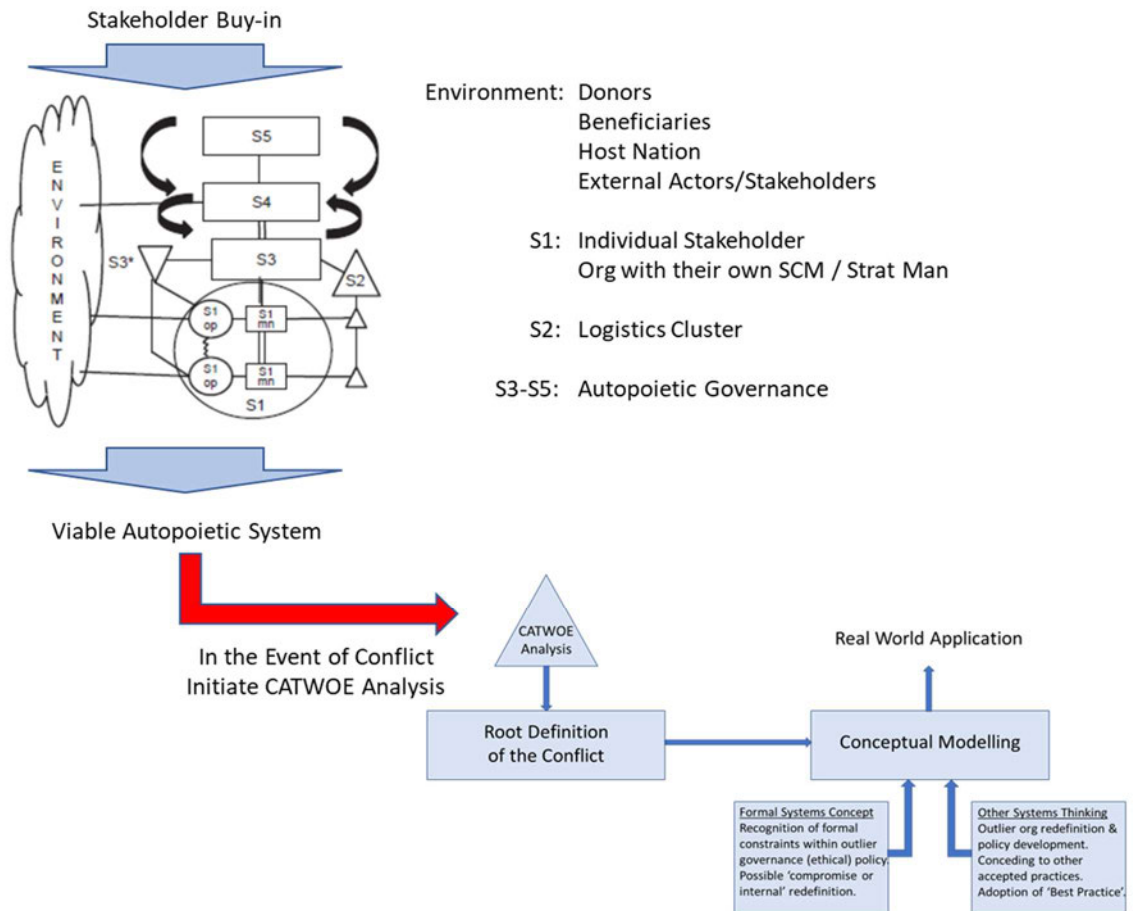 Stakeholder Buy-in
ENVIRONMENT
S5
S4
S3*
S3
S2
S1
op
S1
mn
S1
op
S1
mn
S1
Environment: Donors
Beneficiaries
Host Nation
External Actors/Stakeholders
S1: Individual Stakeholder
Org with their own SCM / Strat Man
S2: Logistics Cluster
S3-S5: Autopoietic Governance
Viable Autopoietic System
In the Event of Conflict
Initiate CATWOE Analysis
CATWOE
Analysis
Root Definition
of the Conflict
Real World Application
Conceptual Modelling
Formal Systems Concept
Recognition of formal
constraints within outlier
governance (ethical) policy.
Possible ‘compromise or
internal’ redefinition.
Other Systems Thinking
Outlier org redefinition &
policy development.
Conceding to other
accepted practices.
Adoption of ‘Best Practice’.